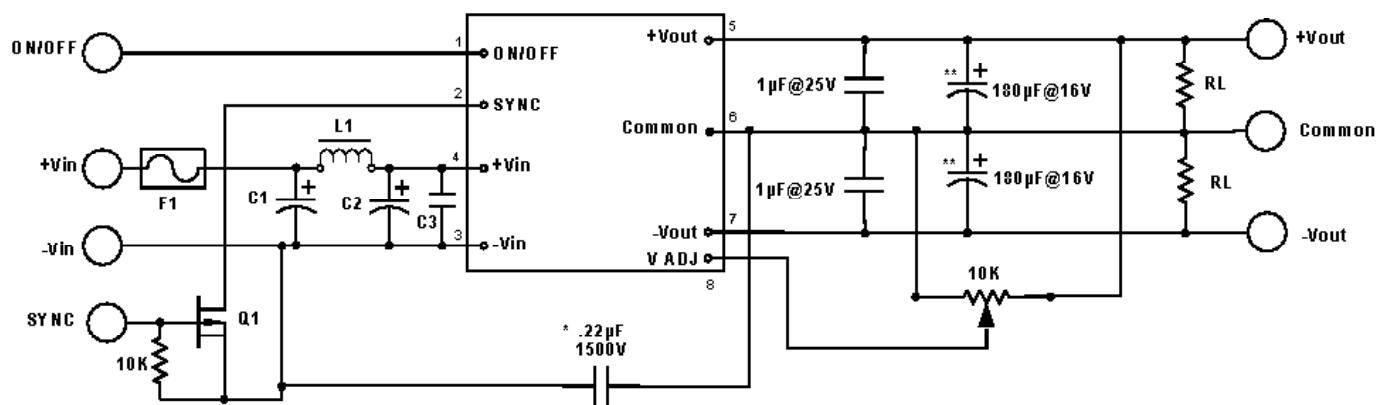 ON/OFF
1
ON/OFF
2
SYNC
+Vin
F1
L1
C1
+
C2
+
C3
4
+Vin
-Vin
3
-Vin
SYNC
Q1
10K
* .22µF
1500V
+Vout
5
Common
6
7
-Vout
V ADJ
8
1µF@25V
** +
180µF@16V
1µF@25V
** +
180µF@16V
10K
RL
RL
+Vout
Common
-Vout